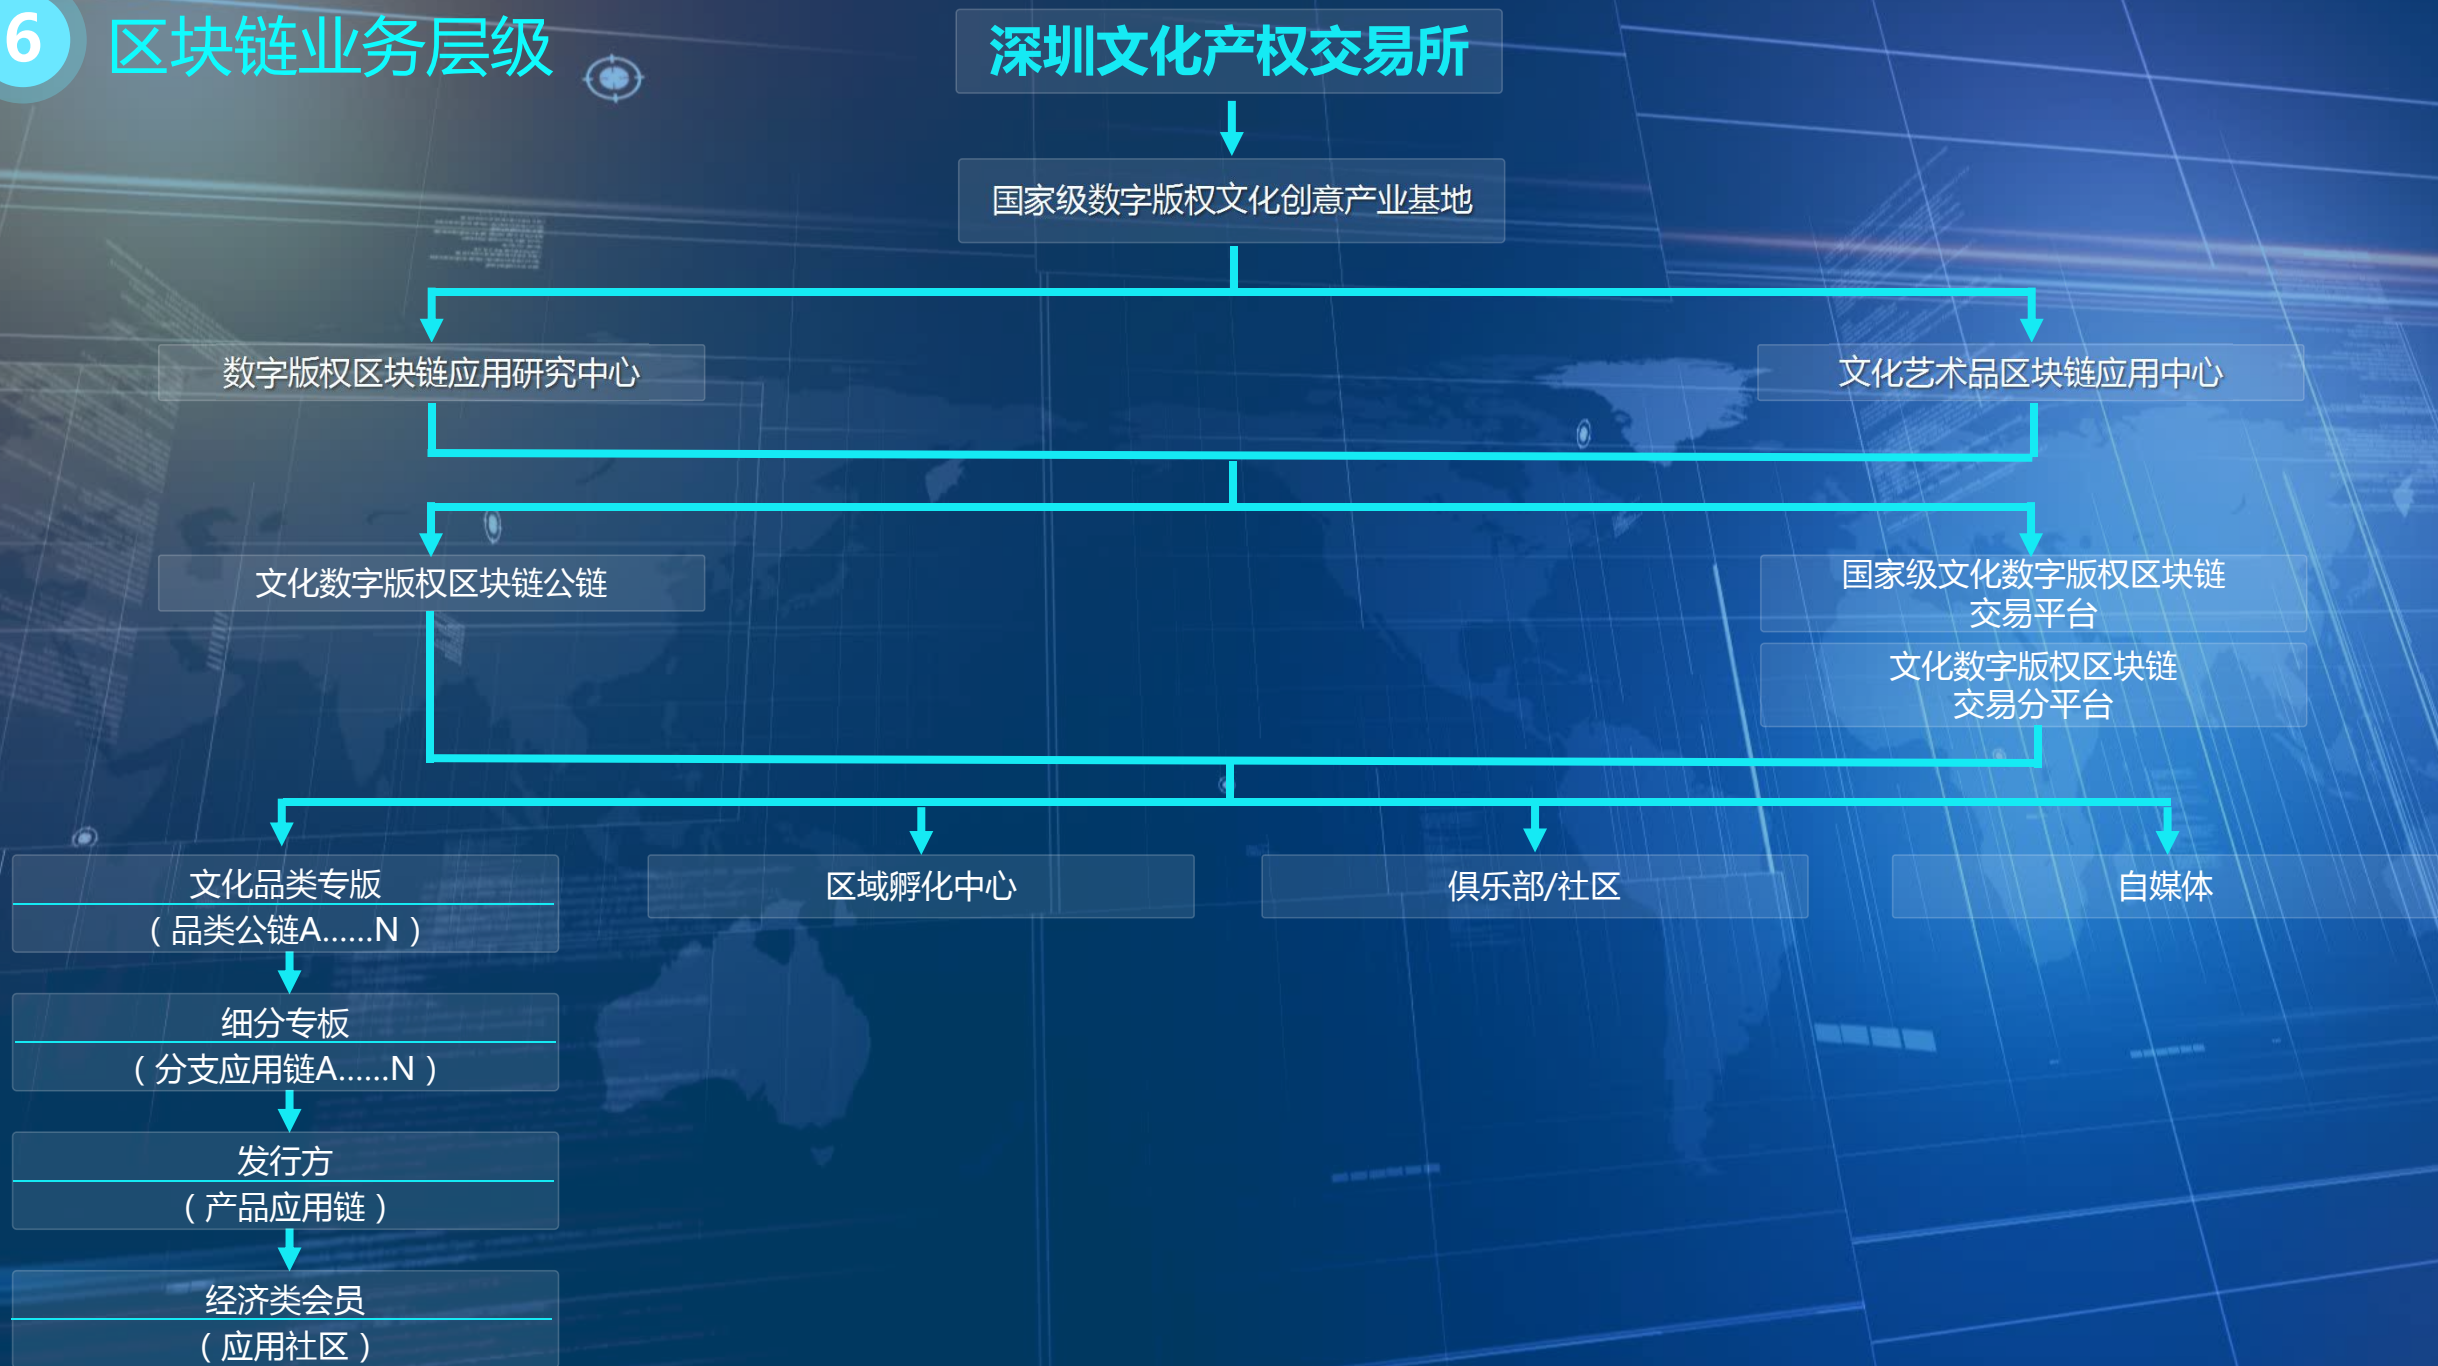 6
区块链业务层级
深圳文化产权交易所
国家级数字版权文化创意产业基地
数字版权区块链应用研究中心
文化艺术品区块链应用中心
文化数字版权区块链公链
国家级文化数字版权区块链
交易平台
文化数字版权区块链
交易分平台
文化品类专版
（品类公链A......N）
区域孵化中心
俱乐部/社区
自媒体
细分专板
（分支应用链A......N）
发行方
（产品应用链）
经济类会员
（应用社区）